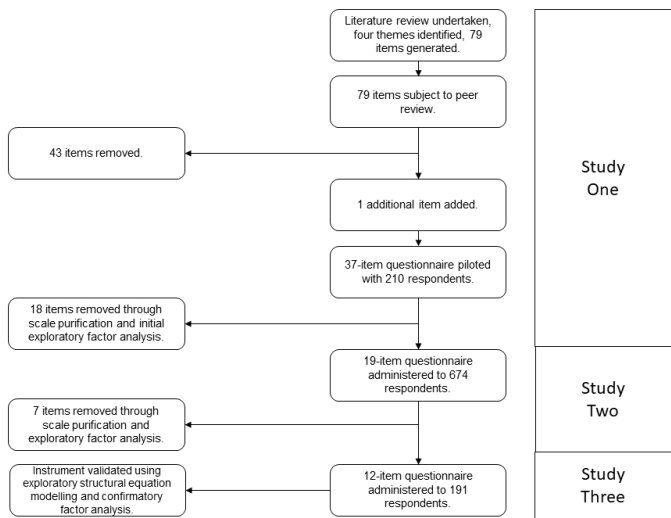 Literature review undertaken,
four themes identified, 79
items generated.
79 items subject to peer
review.
43 items removed.
1 additional item added.
37-item questionnaire piloted
with 210 respondents.
18 items removed through
scale purification and initial
exploratory factor analysis.
Study
One
19-item questionnaire
administered to 674
respondents.
7 items removed through
scale purification and
exploratory factor analysis.
Study
Two
Instrument validated using
exploratory structural equation
modelling and confirmatory
factor analysis.
12-item questionnaire
administered to 191
respondents.
Study
Three